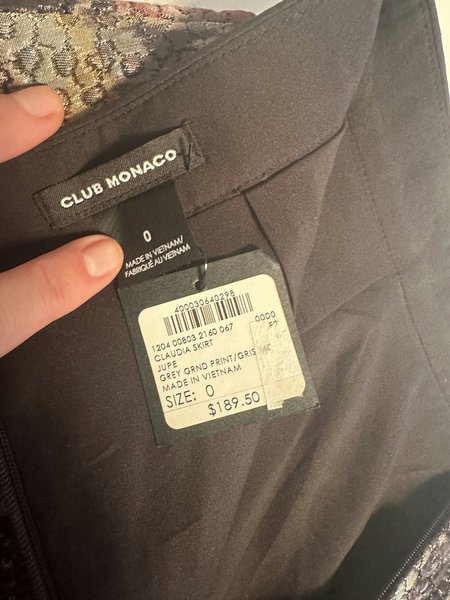 CLUB MONACO
0
MADE IN VIETNAM/
FABRIQUÉ AU VIETNAM
400030640298
1204 00803 2160 067 0000
CLAUDIA SKIRT
JUPE
GREY GRND PRINT/GRIS
MADE IN VIETNAM
SIZE: 0
$189.50